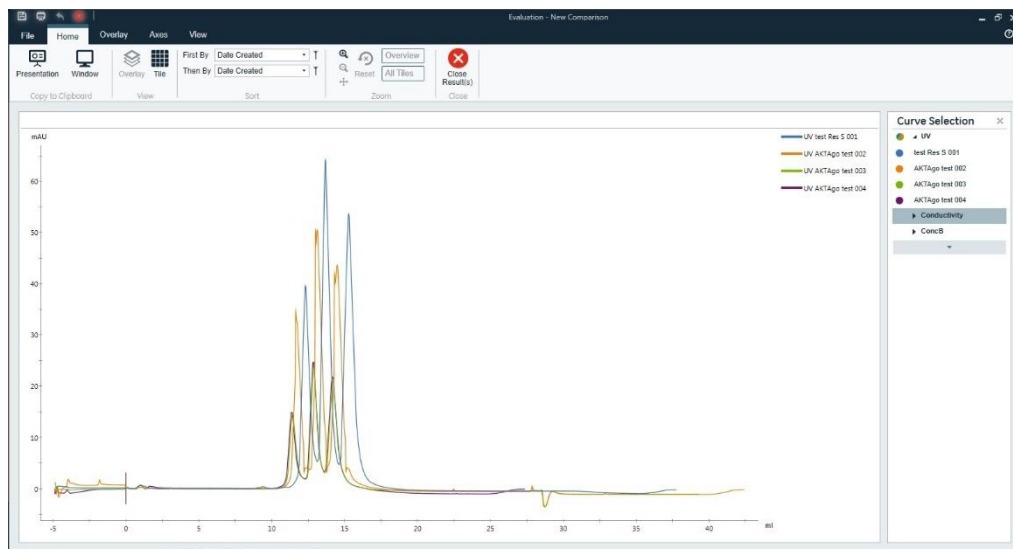 Evaluation - New Comparison
File Home Overlay Axes View
First By Date Created
Then By Date Created
Presentation Window Overlay Tile Reset Overview All Tiles Close Result(s)
Copy to Clipboard View Sort Zoom Close
Curve Selection
UV
test Res S 001
AKTAgo test 002
AKTAgo test 003
AKTAgo test 004
Conductivity
ConcB
mAU
UV test Res S 001
UV AKTAgo test 002
UV AKTAgo test 003
UV AKTAgo test 004
60
50
40
30
20
10
0
-5 0 5 10 15 20 25 30 35 40 ml